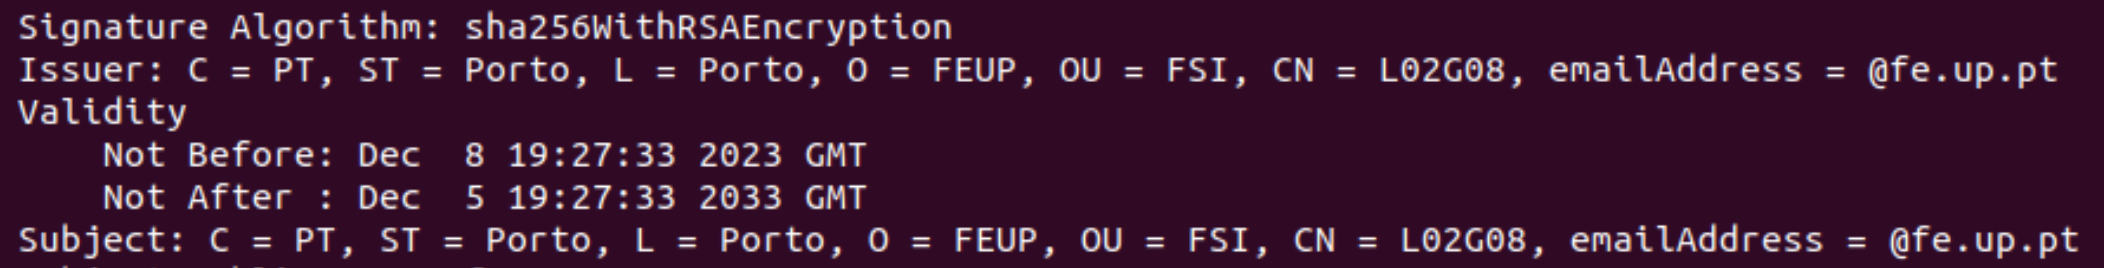 Signature Algorithm: sha256WithRSAEncryption
Issuer: C = PT, ST = Porto, L = Porto, O = FEUP, OU = FSI, CN = L02G08, emailAddress = @fe.up.pt
Validity
Not Before: Dec  8 19:27:33 2023 GMT
Not After : Dec  5 19:27:33 2033 GMT
Subject: C = PT, ST = Porto, L = Porto, O = FEUP, OU = FSI, CN = L02G08, emailAddress = @fe.up.pt